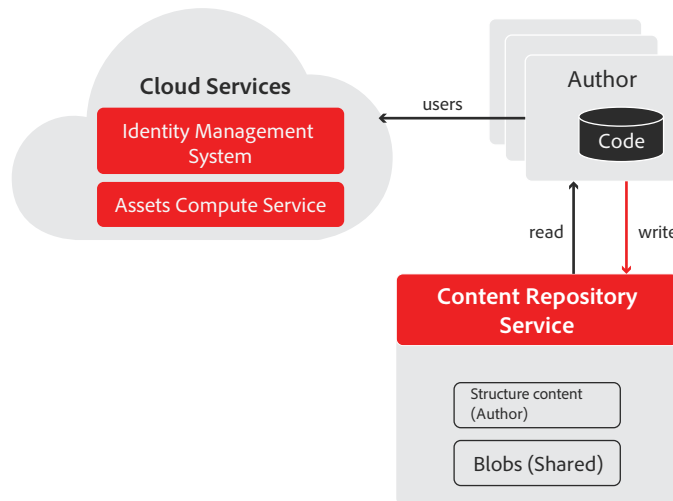 Cloud Services
Identity Management
System
Assets Compute Service
users
Author
Code
read
write
Content Repository
Service
Structure content
(Author)
Blobs (Shared)